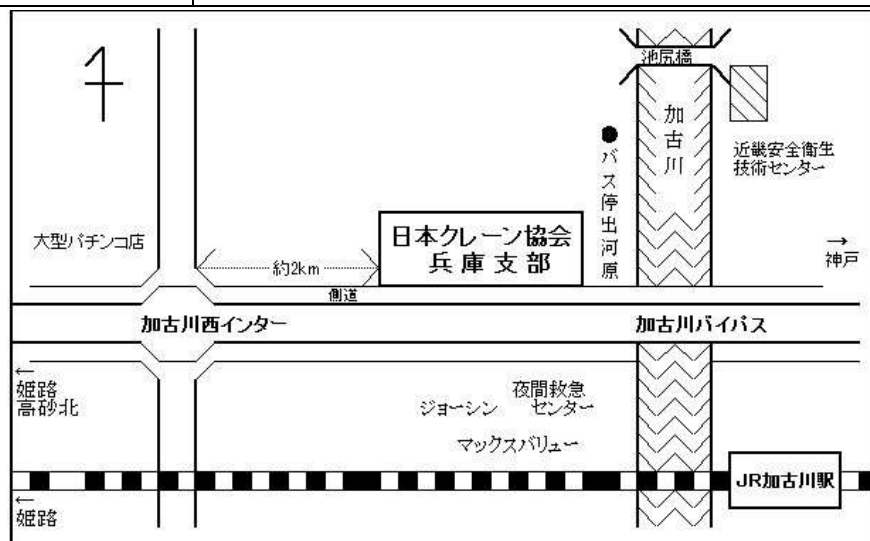 池尻橋
加古川
近畿安全衛生
技術センター
●バス停出河原
大型パチンコ店
日本クレーン協会
兵庫支部
約2km
側道
→
神戸
加古川西インター
加古川バイパス
←
姫路
高砂北
夜間救急
センター
ジョーシン
マックスバリュー
JR加古川駅
←
姫路